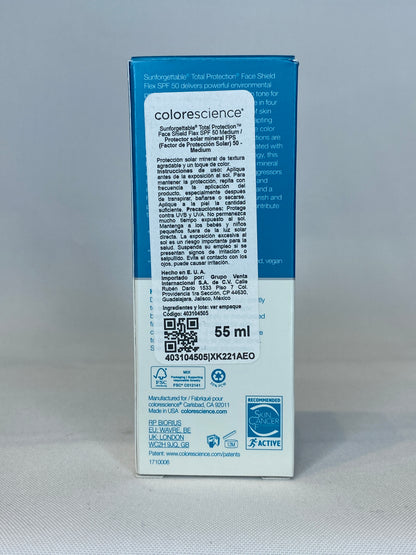 Sunforgettable® Total Protection® Face Shield
Flex SPF 50 delivers powerful environmental
colorescience®
Sunforgettable® Total Protection™
Face Shield Flex SPF 50 Medium /
Protector solar mineral FPS
(Factor de Protección Solar) 50 -
Medium
Protección solar mineral de textura
agradable y un toque de color.
Instrucciones de uso: Aplique
antes de la exposición al sol. Para
mantener la protección, repita con
frecuencia la aplicación del
producto, especialmente después
de transpirar, bañarse o secarse.
Aplique a la piel la cantidad
suficiente. Precauciones: Protege
contra UVB y UVA. No permanezca
mucho tiempo expuesto al sol.
Mantenga a los bebés y niños
pequeños fuera de la luz solar
directa. La exposición excesiva al
sol es un riesgo importante para la
salud. Suspenda su empleo si se
presentan signos de irritación o
salpullido. Evite el contacto con los
ojos, puede causar irritación.
Hecho en E. U. A.
Importado por: Grupo Venta
Internacional S.A. de C.V. Calle
Rubén Darío 1533 Piso 7 Col.
Providencia 1ra Sección, CP 44630,
Guadalajara, Jalisco, México
Ingredientes y lote: ver empaque
Código: 403104505
55 ml
403104505|XK221AEO
FSC
MIX
Packaging | Supporting
responsible forestry
FSC® C012141
Manufactured for / Fabriqué pour
colorescience® Carlsbad, CA 92011
Made in USA colorescience.com
RP BIORIUS
EU: WAVRE, BE
UK: LONDON
WC2H 9JQ, GB
12M
www.colorescience.com/patents
1710006
RECOMMENDED
SKIN
CANCER
ACTIVE